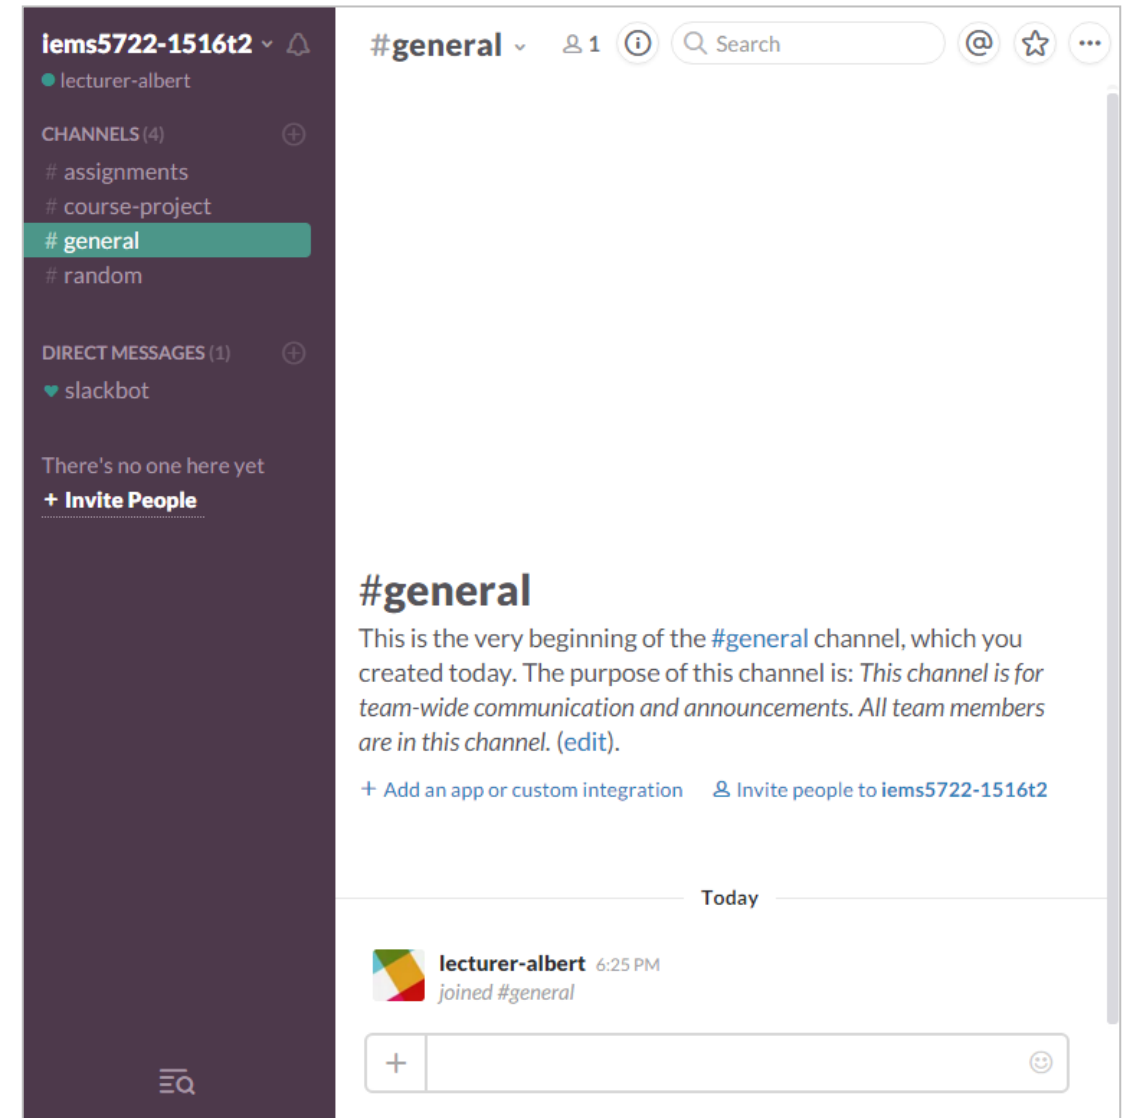 iems5722-1516t2
lecturer-albert
CHANNELS (4)
# assignments
# course-project
# general
# random
DIRECT MESSAGES (1)
slackbot
There's no one here yet
+ Invite People
#general
1
Search
@
#general
This is the very beginning of the #general channel, which you
created today. The purpose of this channel is: This channel is for
team-wide communication and announcements. All team members
are in this channel. (edit).
+ Add an app or custom integration
Invite people to iems5722-1516t2
Today
lecturer-albert 6:25 PM
joined #general